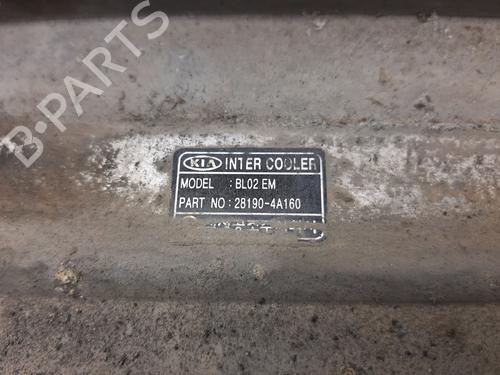 B-PARTS
KIA INTER COOLER
MODEL : BL02 EM
PART NO : 28190-4A160